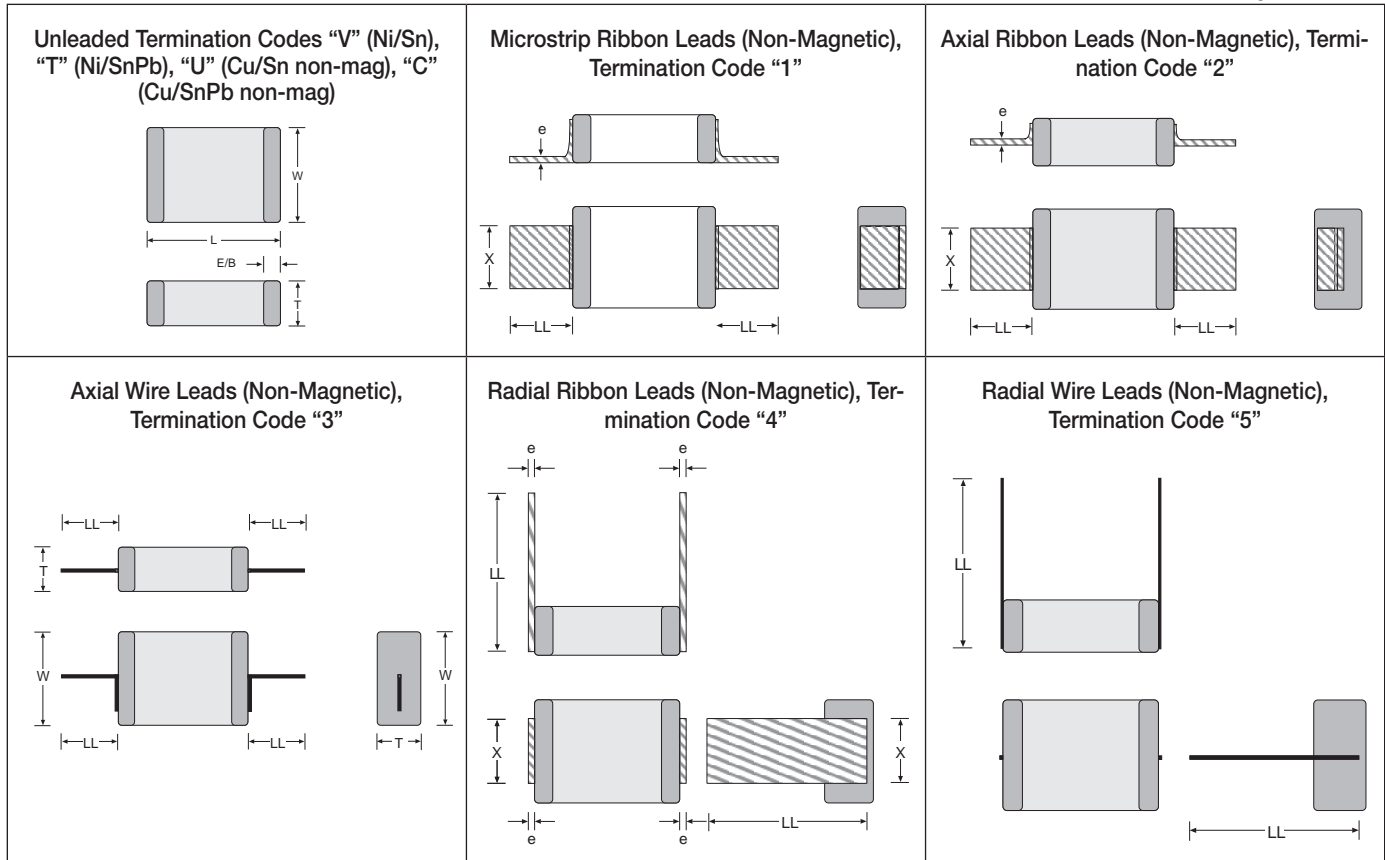 Unleaded Termination Codes “V” (Ni/Sn),
“T” (Ni/SnPb), “U” (Cu/Sn non-mag), “C”
(Cu/SnPb non-mag)
W
L
E/B
T
Microstrip Ribbon Leads (Non-Magnetic),
Termination Code “1”
e
X
LL
LL
Axial Ribbon Leads (Non-Magnetic), Termi-
nation Code “2”
e
X
LL
LL
Axial Wire Leads (Non-Magnetic),
Termination Code “3”
LL
LL
T
W
W
LL
LL
T
Radial Ribbon Leads (Non-Magnetic), Ter-
mination Code “4”
e
e
LL
X
X
LL
e
e
Radial Wire Leads (Non-Magnetic),
Termination Code “5”
LL
LL